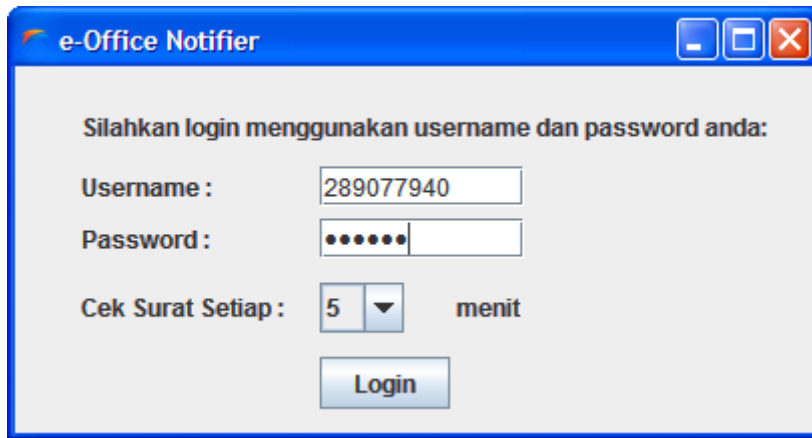 e-Office Notifier
Silahkan login menggunakan username dan password anda:
Username : 289077940
Password : ••••••
Cek Surat Setiap : 5 menit
Login